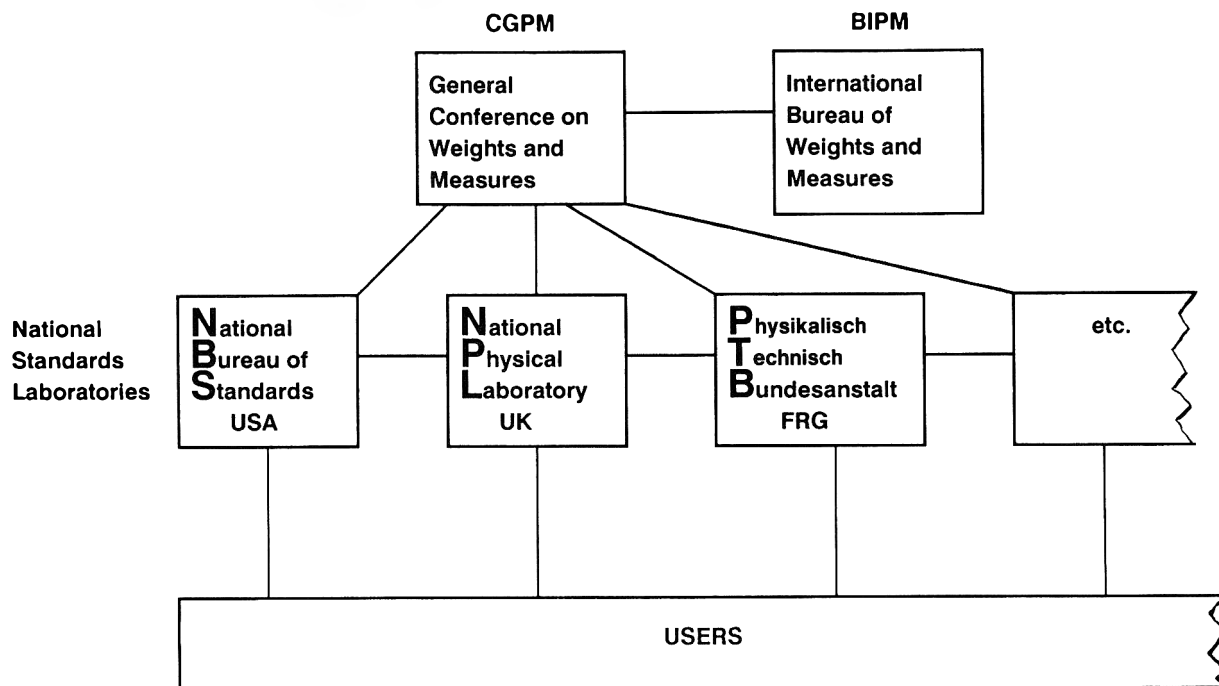 CGPM
BIPM
General
Conference on
Weights and
Measures
International
Bureau of
Weights and
Measures
National
Standards
Laboratories
National
Bureau of
Standards
USA
National
Physical
Laboratory
UK
Physikalisch
Technisch
Bundesanstalt
FRG
etc.
USERS